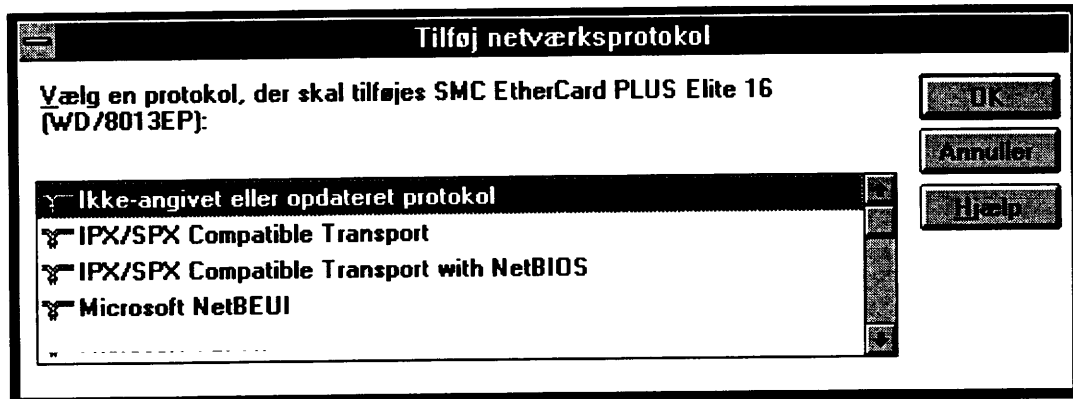 Tilføj netværksprotokol
Vælg en protokol, der skal tilføjes SMC EtherCard PLUS Elite 16
(WD/8013EP):
OK
Annuller
Hjælp
Ikke-angivet eller opdateret protokol
IPX/SPX Compatible Transport
IPX/SPX Compatible Transport with NetBIOS
Microsoft NetBEUI